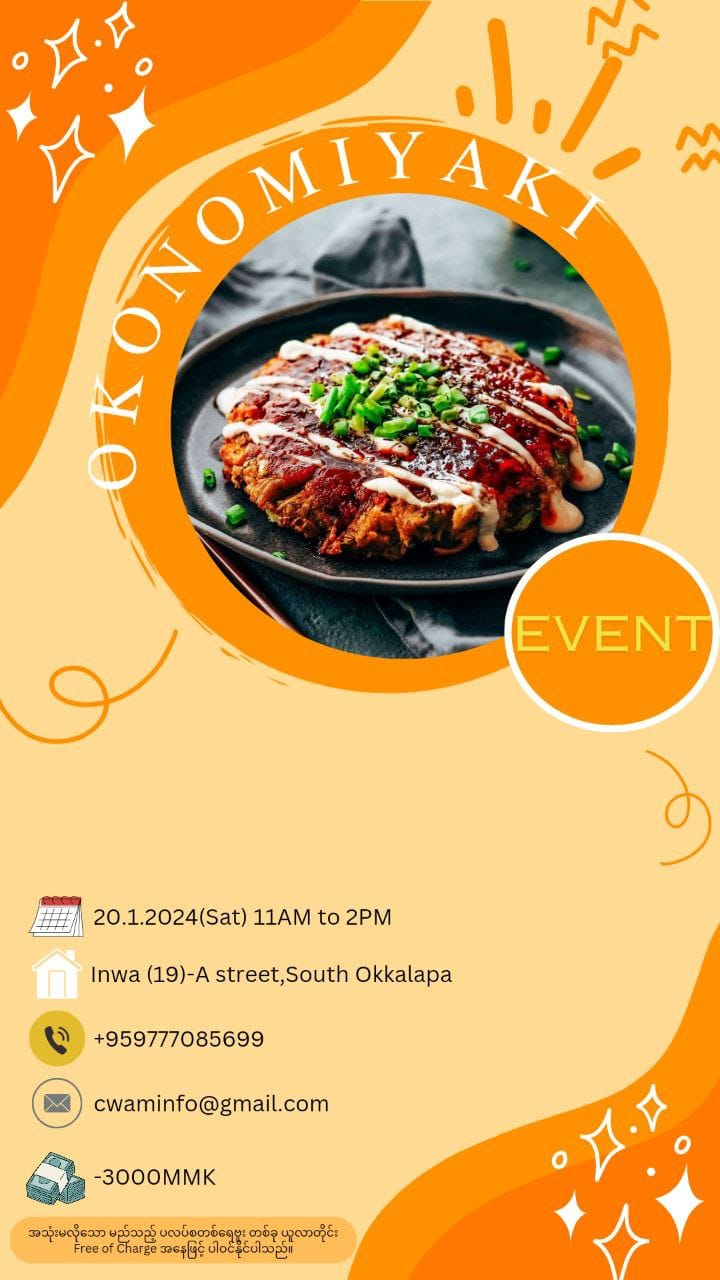 OKONOMIYAKI
EVENT
20.1.2024(Sat) 11AM to 2PM
Inwa (19)-A street,South Okkalapa
+959777085699
cwaminfo@gmail.com
-3000MMK
အသုံးမလိုသော မည်သည့် ပလပ်စတစ်ရေဗူး တစ်ခု ယူလာတိုင်း
Free of Charge အနေဖြင့် ပါဝင်နိုင်ပါသည်။